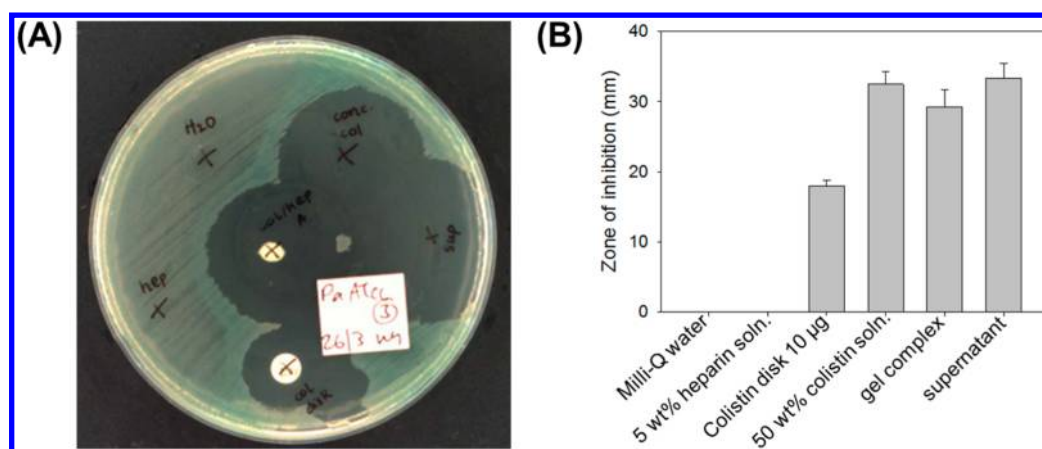 (A)
H2O
conc.
col
col/hep
A
sup
hep
Pa ATCC
3
26/3
col
disk
(B)
Zone of inhibition (mm)
40
30
20
10
0
Milli-Q water
5 wt% heparin soln.
Colistin disk 10 µg
50 wt% colistin soln.
gel complex
supernatant